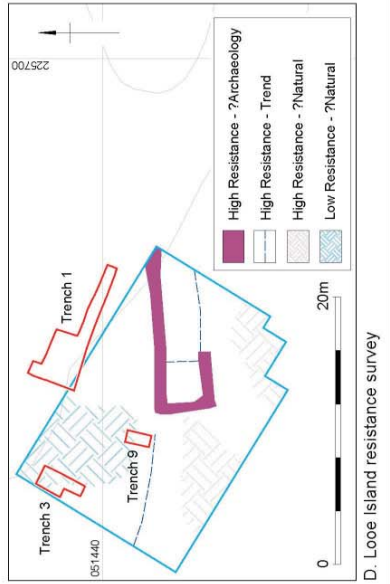 225700
051440
Trench 1
Trench 3
Trench 9
High Resistance - ?Archaeology
High Resistance - Trend
High Resistance - ?Natural
Low Resistance - ?Natural
0
20m
D. Looe Island resistance survey